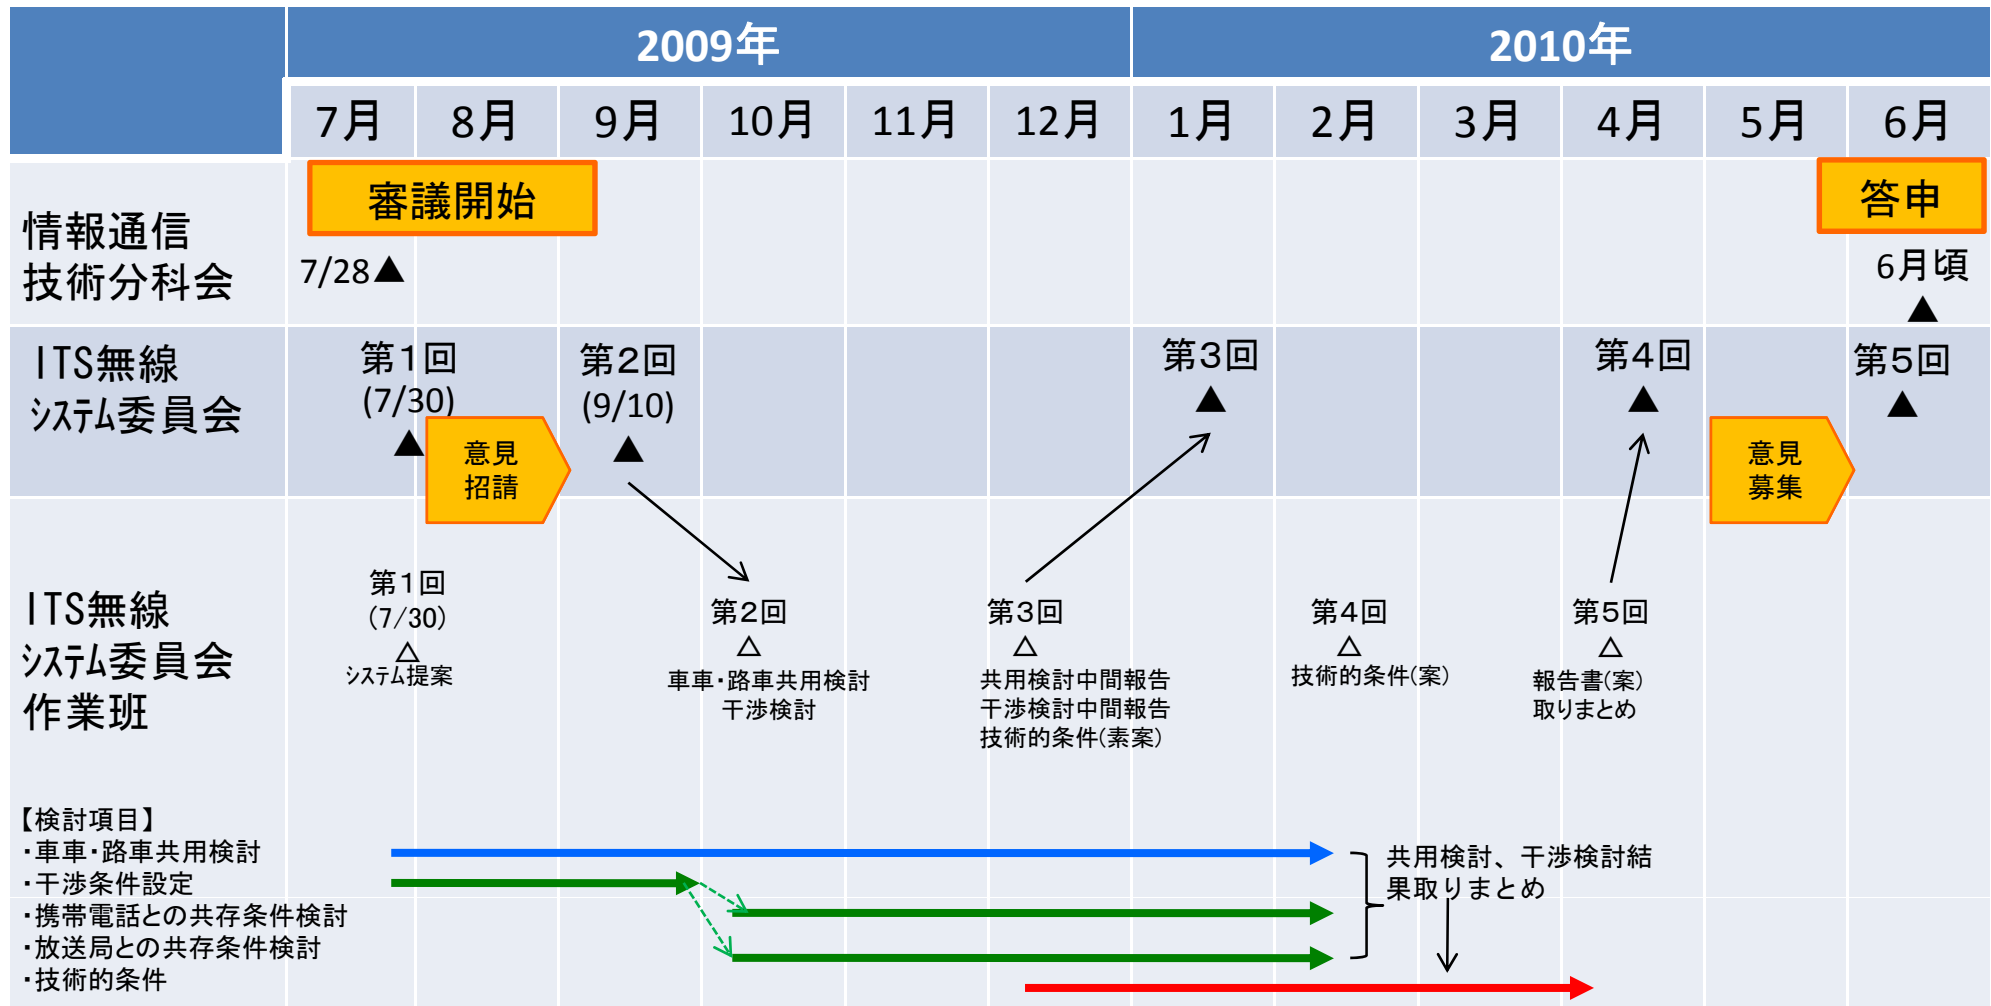 2009年
2010年
7月
8月
9月
10月
11月
12月
1月
2月
3月
4月
5月
6月
情報通信
技術分科会
審議開始
7/28▲
答申
6月頃
▲
ITS無線
システム委員会
第1回
(7/30)
▲
意見
招請
第2回
(9/10)
▲
第3回
▲
第4回
▲
意見
募集
第5回
▲
ITS無線
システム委員会
作業班
第1回
(7/30)
△
システム提案
第2回
△
車車・路車共用検討
干渉検討
第3回
△
共用検討中間報告
干渉検討中間報告
技術的条件(素案)
第4回
△
技術的条件(案)
第5回
△
報告書(案)
取りまとめ
【検討項目】
・車車・路車共用検討
・干渉条件設定
・携帯電話との共存条件検討
・放送局との共存条件検討
・技術的条件
共用検討、干渉検討結
果取りまとめ